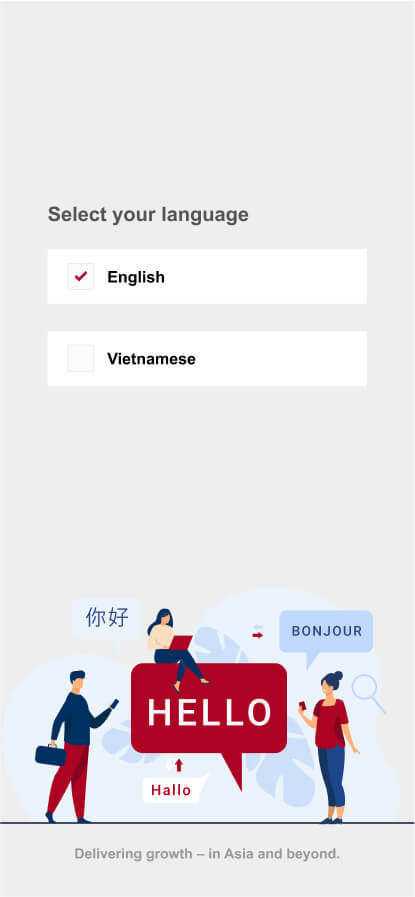 Select your language
English
Vietnamese
你好
BONJOUR
HELLO
Hallo
Delivering growth – in Asia and beyond.